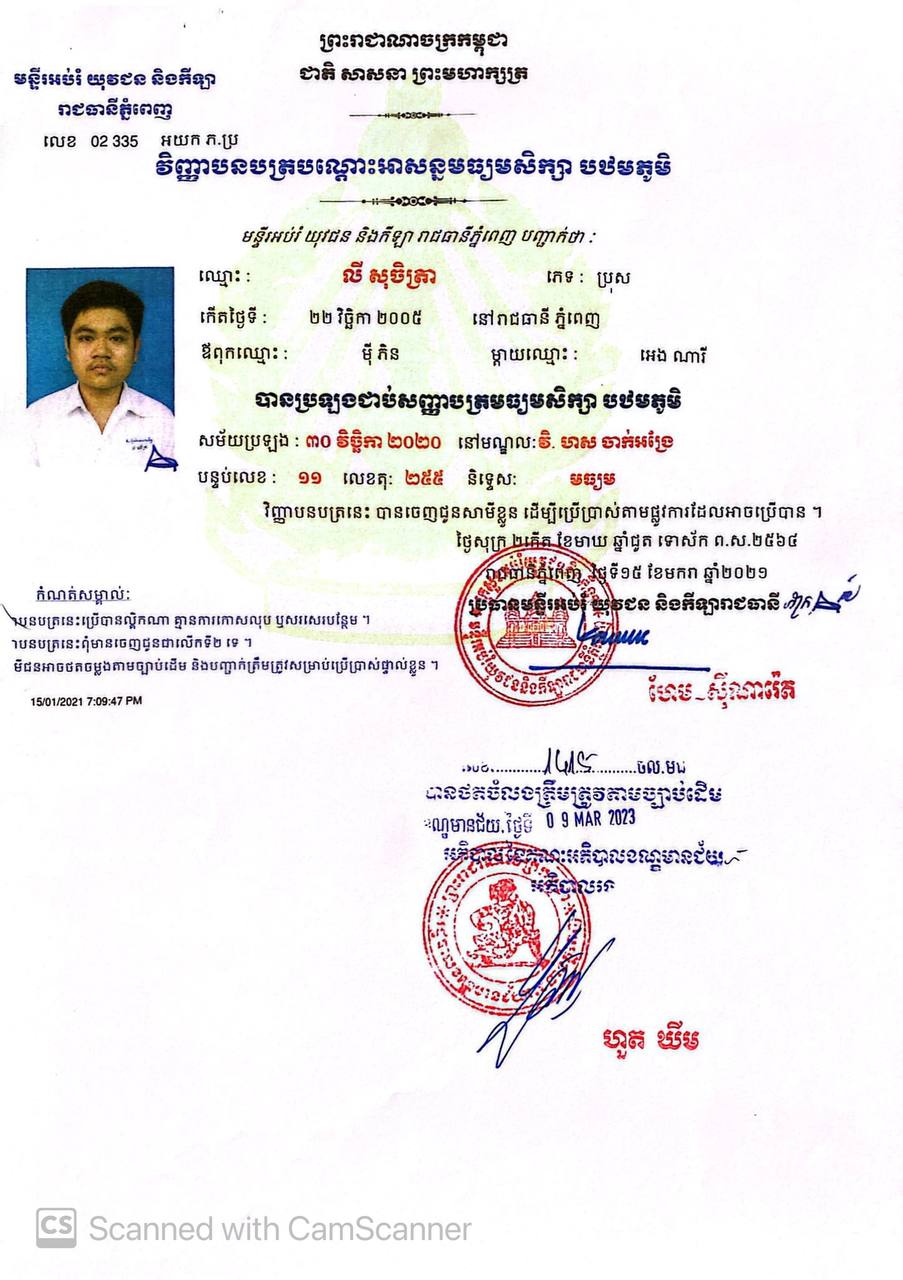 ព្រះរាជាណាចក្រកម្ពុជា
ជាតិ សាសនា ព្រះមហាក្សត្រ
មន្ទីរអប់រំ យុវជន និងកីឡា
រាជធានីភ្នំពេញ
លេខ 02 335 អយក ភ.ប្រ
វិញ្ញាបនបត្របណ្តោះអាសន្នមធ្យមសិក្សា បឋមភូមិ
មន្ទីរអប់រំ យុវជន និងកីឡា រាជធានីភ្នំពេញ បញ្ជាក់ថា :
ឈ្មោះ : លី សុចិត្រា ភេទ : ប្រុស
កើតថ្ងៃទី : ២២ វិច្ឆិកា ២០០៥ នៅរាជធានី ភ្នំពេញ
ឪពុកឈ្មោះ : ម៉ី ភិន ម្តាយឈ្មោះ : អេង ណារី
បានប្រឡងជាប់សញ្ញាបត្រមធ្យមសិក្សា បឋមភូមិ
សម័យប្រឡង : ៣០ វិច្ឆិកា ២០២០ នៅមណ្ឌល: វិ. ហស ចាក់អង្រែ
បន្ទប់លេខ : ១១ លេខតុ: ២៥៥ និទ្ទេស: មធ្យម
វិញ្ញាបនបត្រនេះ បានចេញជូនសាមីខ្លួន ដើម្បីប្រើប្រាស់តាមផ្លូវការដែលអាចប្រើបាន ។
ថ្ងៃសុក្រ ២កើត ខែមាឃ ឆ្នាំជូត ទោស័ក ព.ស.២៥៦៤
រាជធានីភ្នំពេញ ថ្ងៃទី១៥ ខែមករា ឆ្នាំ២០២១
ប្រធានមន្ទីរអប់រំ យុវជន និងកីឡារាជធានី
កំណត់សម្គាល់:
បនបត្រនេះប្រើបានល្គឹកណា គ្មានការកោសលុប ឬសរសេរបន្ថែម ។
បនបត្រនេះពុំមានចេញជូនជាលើកទី២ ទេ ។
មីជនអាចថតចម្លងតាមច្បាប់ដើម និងបញ្ជាក់ត្រឹមត្រូវសម្រាប់ប្រើប្រាស់ផ្ទាល់ខ្លួន ។
15/01/2021 7:09:47 PM
ហែម ស៊ីណារ៉េត
បានថតចំលងត្រឹមត្រូវតាមច្បាប់ដើម
ខណ្ឌមានជ័យ, ថ្ងៃទី 09 MAR 2023
អភិបាលនៃគណៈអភិបាលខណ្ឌមានជ័យ
អភិបាលរង
ហួត ឃីម
CS Scanned with CamScanner